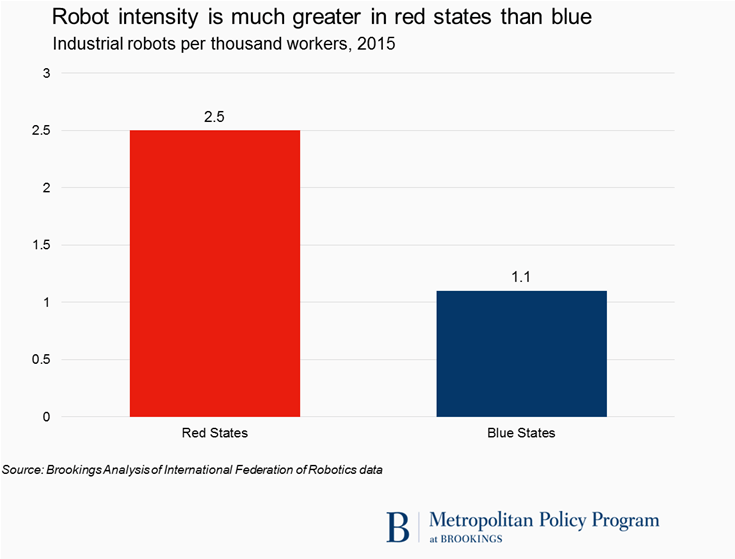 Robot intensity is much greater in red states than blue
Industrial robots per thousand workers, 2015
3
2.5
2
1.5
1
0.5
0
2.5
1.1
Red States
Blue States
Source: Brookings Analysis of International Federation of Robotics data
B
Metropolitan Policy Program
at BROOKINGS